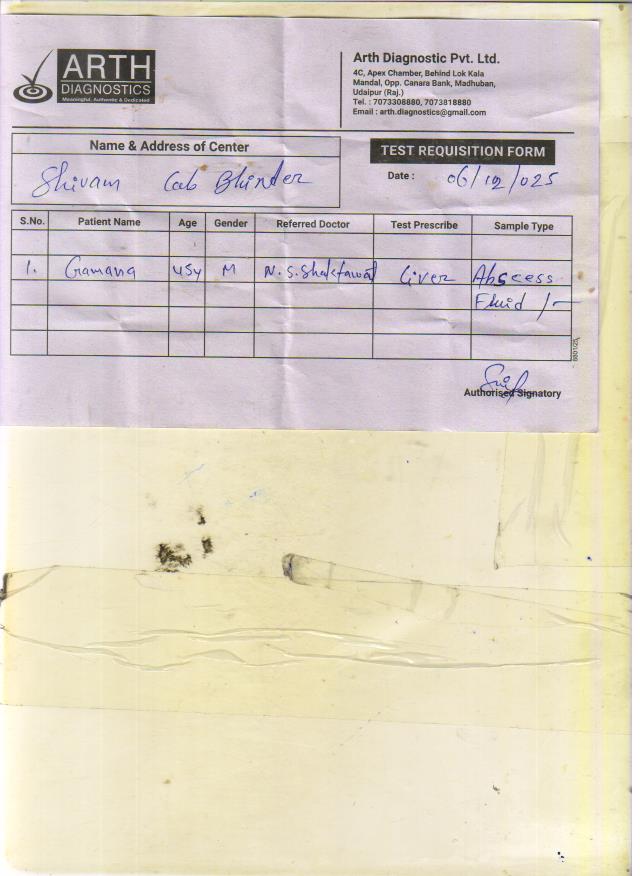 ARTH
DIAGNOSTICS
Meaningful, Authentic & Dedicated
Arth Diagnostic Pvt. Ltd.
4C, Apex Chamber, Behind Lok Kala
Mandal, Opp. Canara Bank, Madhuban,
Udaipur (Raj.)
Tel. : 7073308880, 7073818880
Email : arth.diagnostics@gmail.com
Name & Address of Center
Shivam Lab Bhinder
TEST REQUISITION FORM
Date : 06/12/025
S.No. Patient Name Age Gender Referred Doctor Test Prescribe Sample Type
1. Gamana 45y M N.S.Shaktawat Liver Abscess
Fluid /-
Authorised Signatory